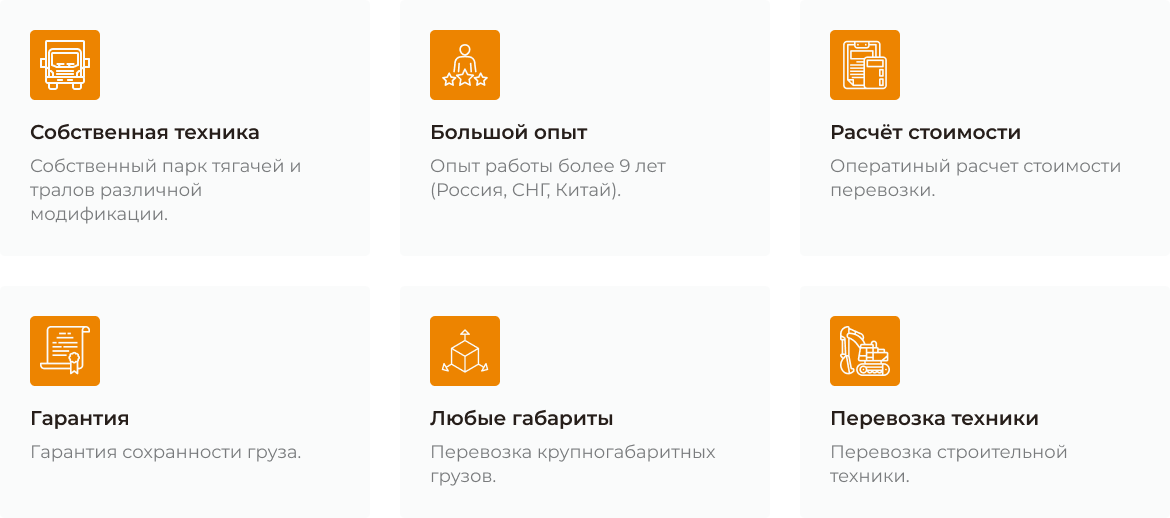 Собственная техника
Собственный парк тягачей и
тралов различной
модификации.
Большой опыт
Опыт работы более 9 лет
(Россия, СНГ, Китай).
Расчёт стоимости
Оператиный расчет стоимости
перевозки.
Гарантия
Гарантия сохранности груза.
Любые габариты
Перевозка крупногабаритных
грузов.
Перевозка техники
Перевозка строительной
техники.